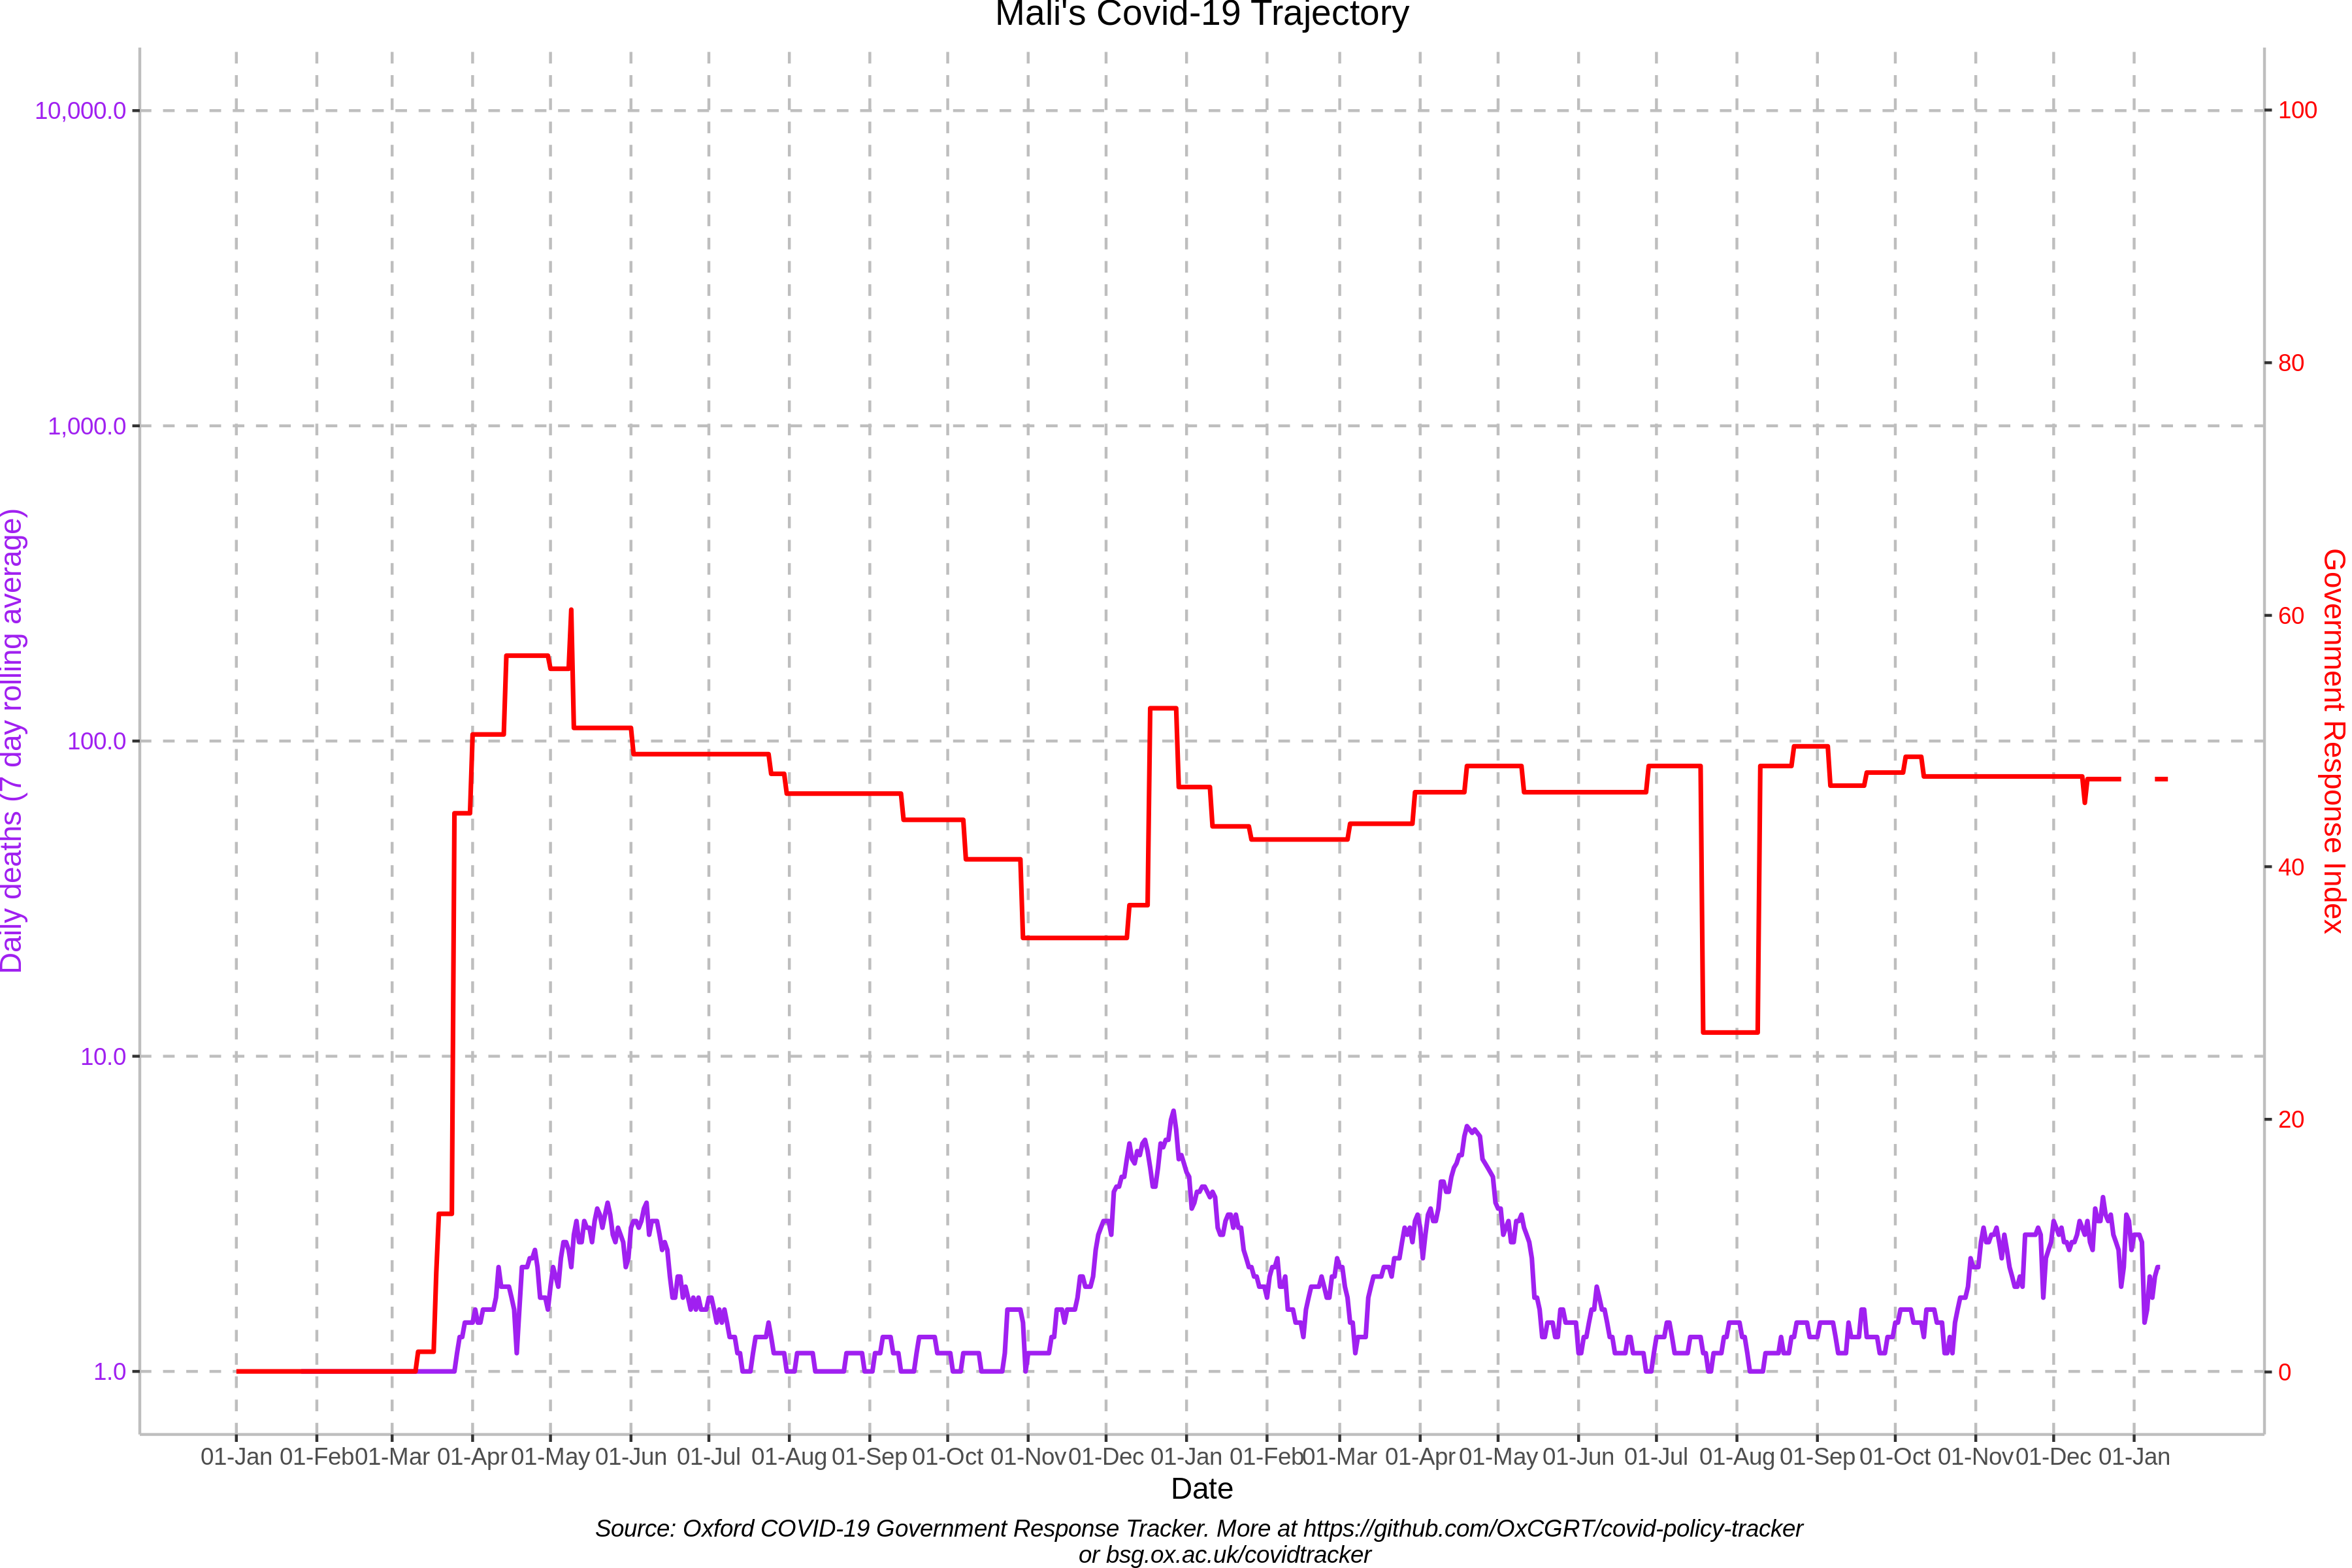 Mali's Covid-19 Trajectory
10,000.0
1,000.0
100.0
10.0
1.0
Daily deaths (7 day rolling average)
100
80
60
40
20
0
Government Response Index
01-Jan 01-Feb 01-Mar 01-Apr 01-May 01-Jun 01-Jul 01-Aug 01-Sep 01-Oct 01-Nov 01-Dec 01-Jan 01-Feb 01-Mar 01-Apr 01-May 01-Jun 01-Jul 01-Aug 01-Sep 01-Oct 01-Nov 01-Dec 01-Jan
Date
Source: Oxford COVID-19 Government Response Tracker. More at https://github.com/OxCGRT/covid-policy-tracker
or bsg.ox.ac.uk/covidtracker